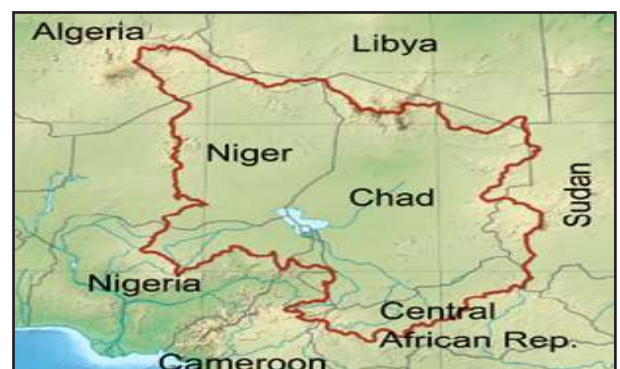 Algeria
Libya
Niger
Chad
Sudan
Nigeria
Central
African Rep.
Cameroon